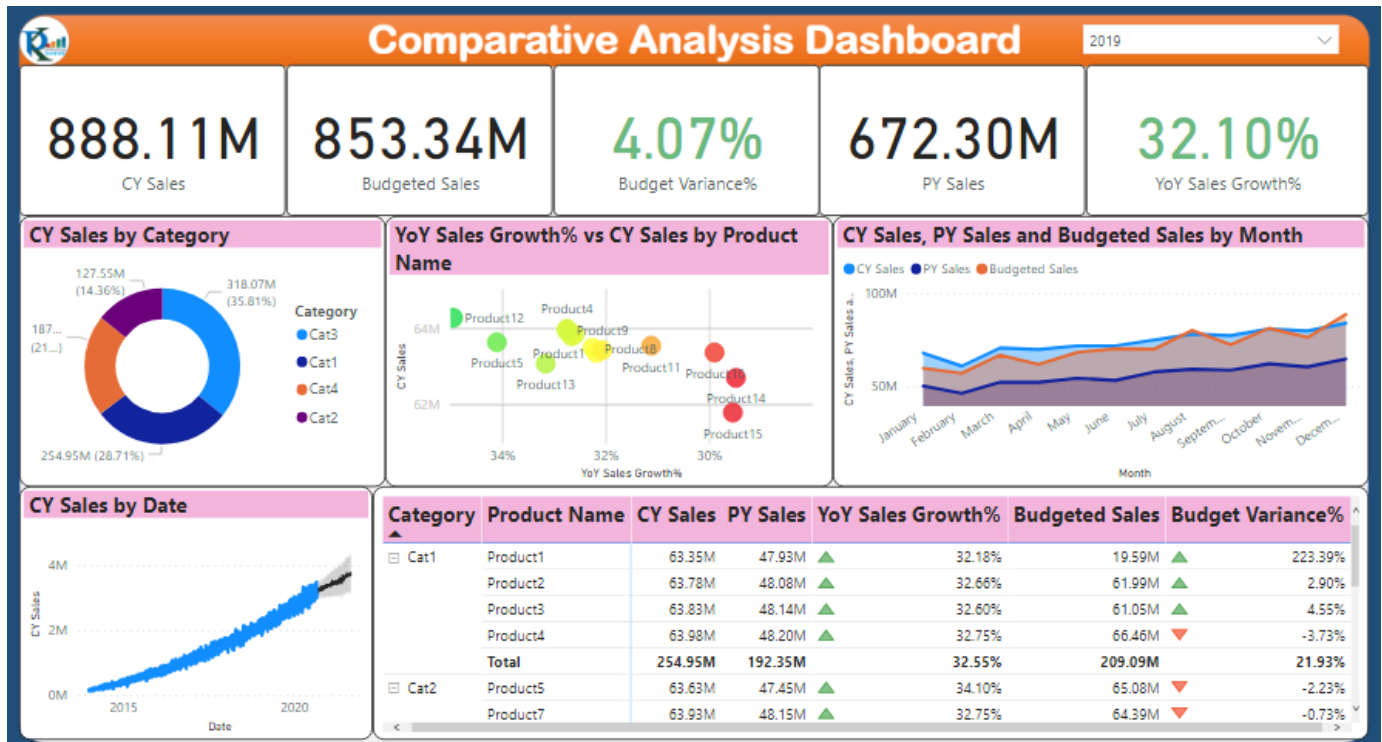 Comparative Analysis Dashboard
2019
888.11M
CY Sales
853.34M
Budgeted Sales
4.07%
Budget Variance%
672.30M
PY Sales
32.10%
YoY Sales Growth%
CY Sales by Category
127.55M
(14.36%)
318.07M
(35.81%)
187...
(21...)
254.95M (28.71%)
Category
Cat3
Cat1
Cat4
Cat2
YoY Sales Growth% vs CY Sales by Product
Name
CY Sales
64M
62M
Product12
Product4
Product9
Product5
Product1
Product8
Product13
Product11
Product14
Product15
34%
32%
30%
YoY Sales Growth%
CY Sales, PY Sales and Budgeted Sales by Month
CY Sales PY Sales Budgeted Sales
CY Sales, PY Sales a..
100M
50M
January February March April May June July August Septem... October Novem... Decem...
Month
CY Sales by Date
CY Sales
4M
2M
0M
2015 2020
Date
Category Product Name CY Sales PY Sales YoY Sales Growth% Budgeted Sales Budget Variance%
Cat1 Product1 63.35M 47.93M 32.18% 19.59M 223.39%
Product2 63.78M 48.08M 32.66% 61.99M 2.90%
Product3 63.83M 48.14M 32.60% 61.05M 4.55%
Product4 63.98M 48.20M 32.75% 66.46M -3.73%
Total 254.95M 192.35M 32.55% 209.09M 21.93%
Cat2 Product5 63.63M 47.45M 34.10% 65.08M -2.23%
Product7 63.93M 48.15M 32.75% 64.39M -0.73%